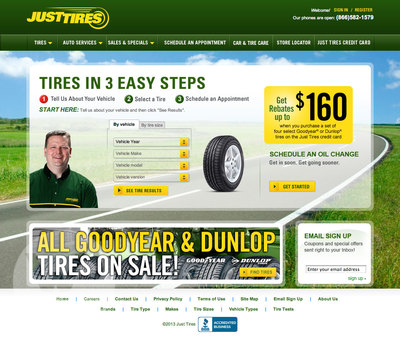 JUSTTIRES
Welcome! SIGN IN / REGISTER
Our phones are open: (866)582-1579
TIRES
AUTO SERVICES
SALES & SPECIALS
SCHEDULE AN APPOINTMENT
CAR & TIRE CARE
STORE LOCATOR
JUST TIRES CREDIT CARD
TIRES IN 3 EASY STEPS
1 Tell Us About Your Vehicle 2 Select a Tire 3 Schedule an Appointment
START HERE: Tell us about your vehicle and then click "See Results".
By vehicle By tire size
Vehicle Year
Vehicle Make
Vehicle model
Vehicle version
SEE TIRE RESULTS
Get Rebates up to $160
when you purchase a set of
four select Goodyear® or Dunlop®
tires on the Just Tires credit card
SCHEDULE AN OIL CHANGE
Get in soon. Get going sooner.
GET STARTED
ALL GOODYEAR & DUNLOP
TIRES ON SALE!
GOODYEAR DUNLOP
FIND TIRES
EMAIL SIGN UP
Coupons and special offers
sent right to your Inbox!
Enter your email address
sign up
Home Careers Contact Us Privacy Policy Terms of Use Site Map Email Sign Up About Us
Brands Tire Type Makes Tire Sizes Vehicle Types Tire Tests
©2013 Just Tires
BBB ACCREDITED
BUSINESS